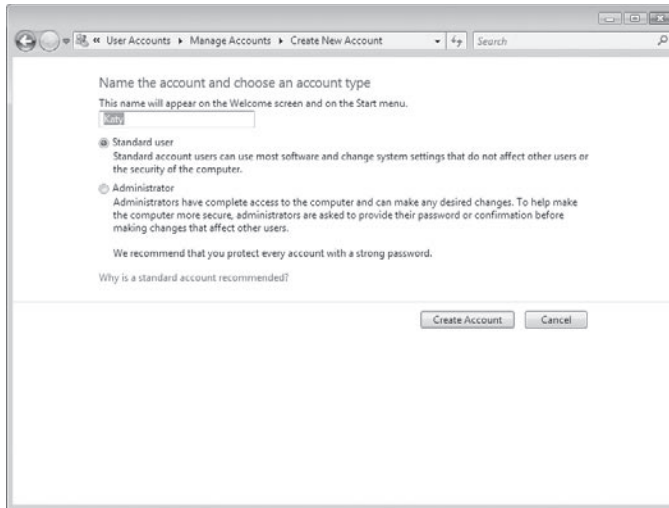 « User Accounts ▸ Manage Accounts ▸ Create New Account
Search
Name the account and choose an account type
This name will appear on the Welcome screen and on the Start menu.
Katy
Standard user
Standard account users can use most software and change system settings that do not affect other users or
the security of the computer.
Administrator
Administrators have complete access to the computer and can make any desired changes. To help make
the computer more secure, administrators are asked to provide their password or confirmation before
making changes that affect other users.
We recommend that you protect every account with a strong password.
Why is a standard account recommended?
Create Account
Cancel